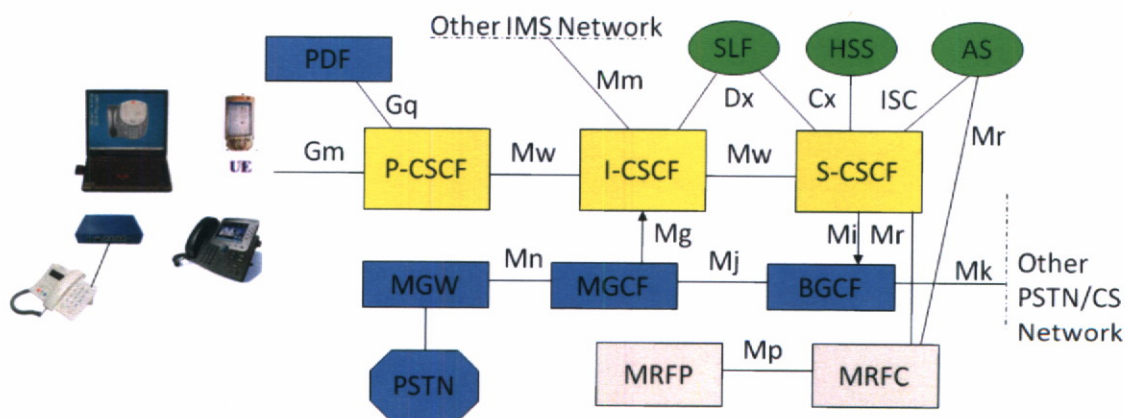 Other IMS Network
SLF
HSS
AS
PDF
Mm
Gq
Dx
Cx
ISC
Mr
UE
Gm
P-CSCF
Mw
I-CSCF
Mw
S-CSCF
Mg
Mi
Mr
MGW
Mn
MGCF
Mj
BGCF
Mk
Other
PSTN/CS
Network
PSTN
MRFP
Mp
MRFC